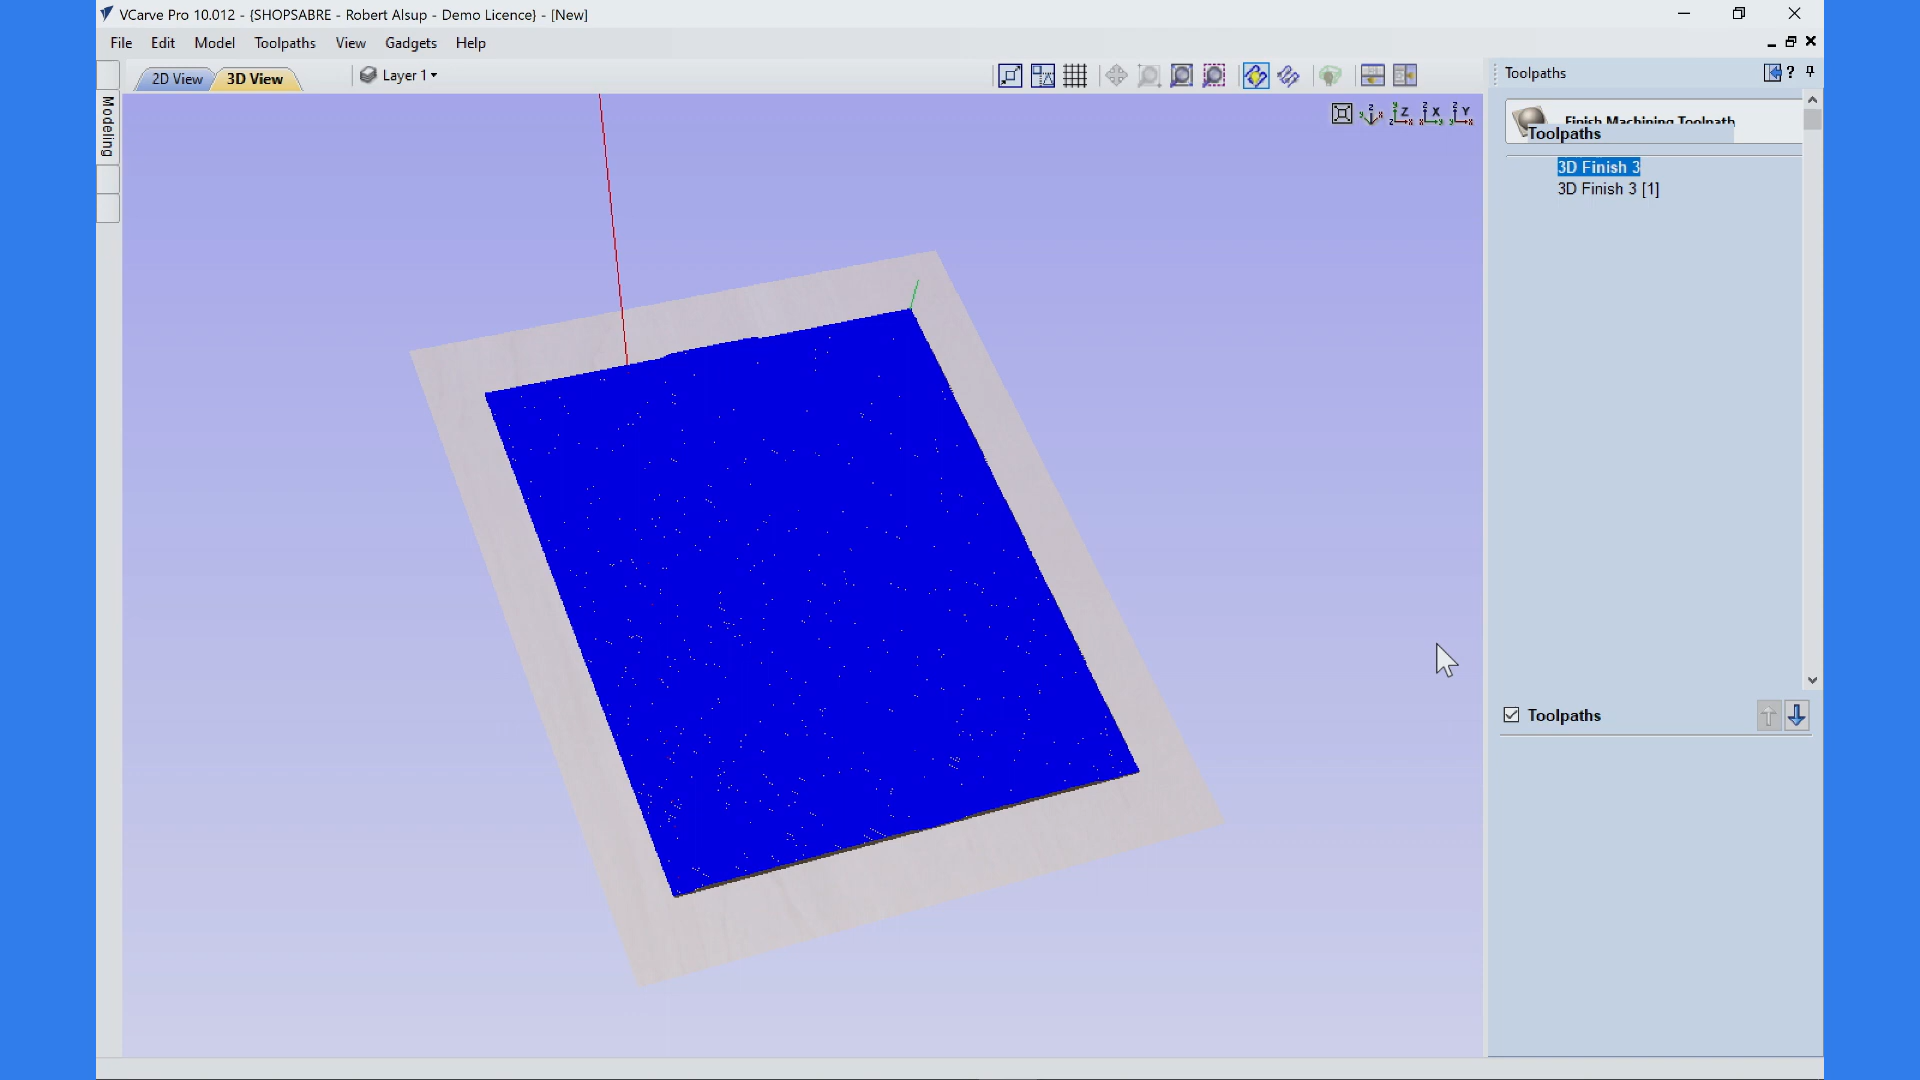 VCarve Pro 10.012 - {SHOPSABRE - Robert Alsup - Demo Licence} - [New]
File Edit Model Toolpaths View Gadgets Help
2D View 3D View Layer 1
Modeling
Toolpaths ?
Finish Machining Toolpath
Toolpaths
3D Finish 3
3D Finish 3 [1]
Toolpaths
Z
X
Y